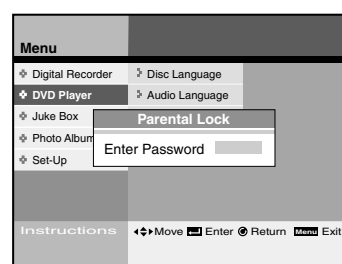 Menu
Digital Recorder
Disc Language
DVD Player
Audio Language
Juke Box
Parental Lock
Photo Album
Enter Password
Set-Up
Instructions
Move Enter Return Menu Exit